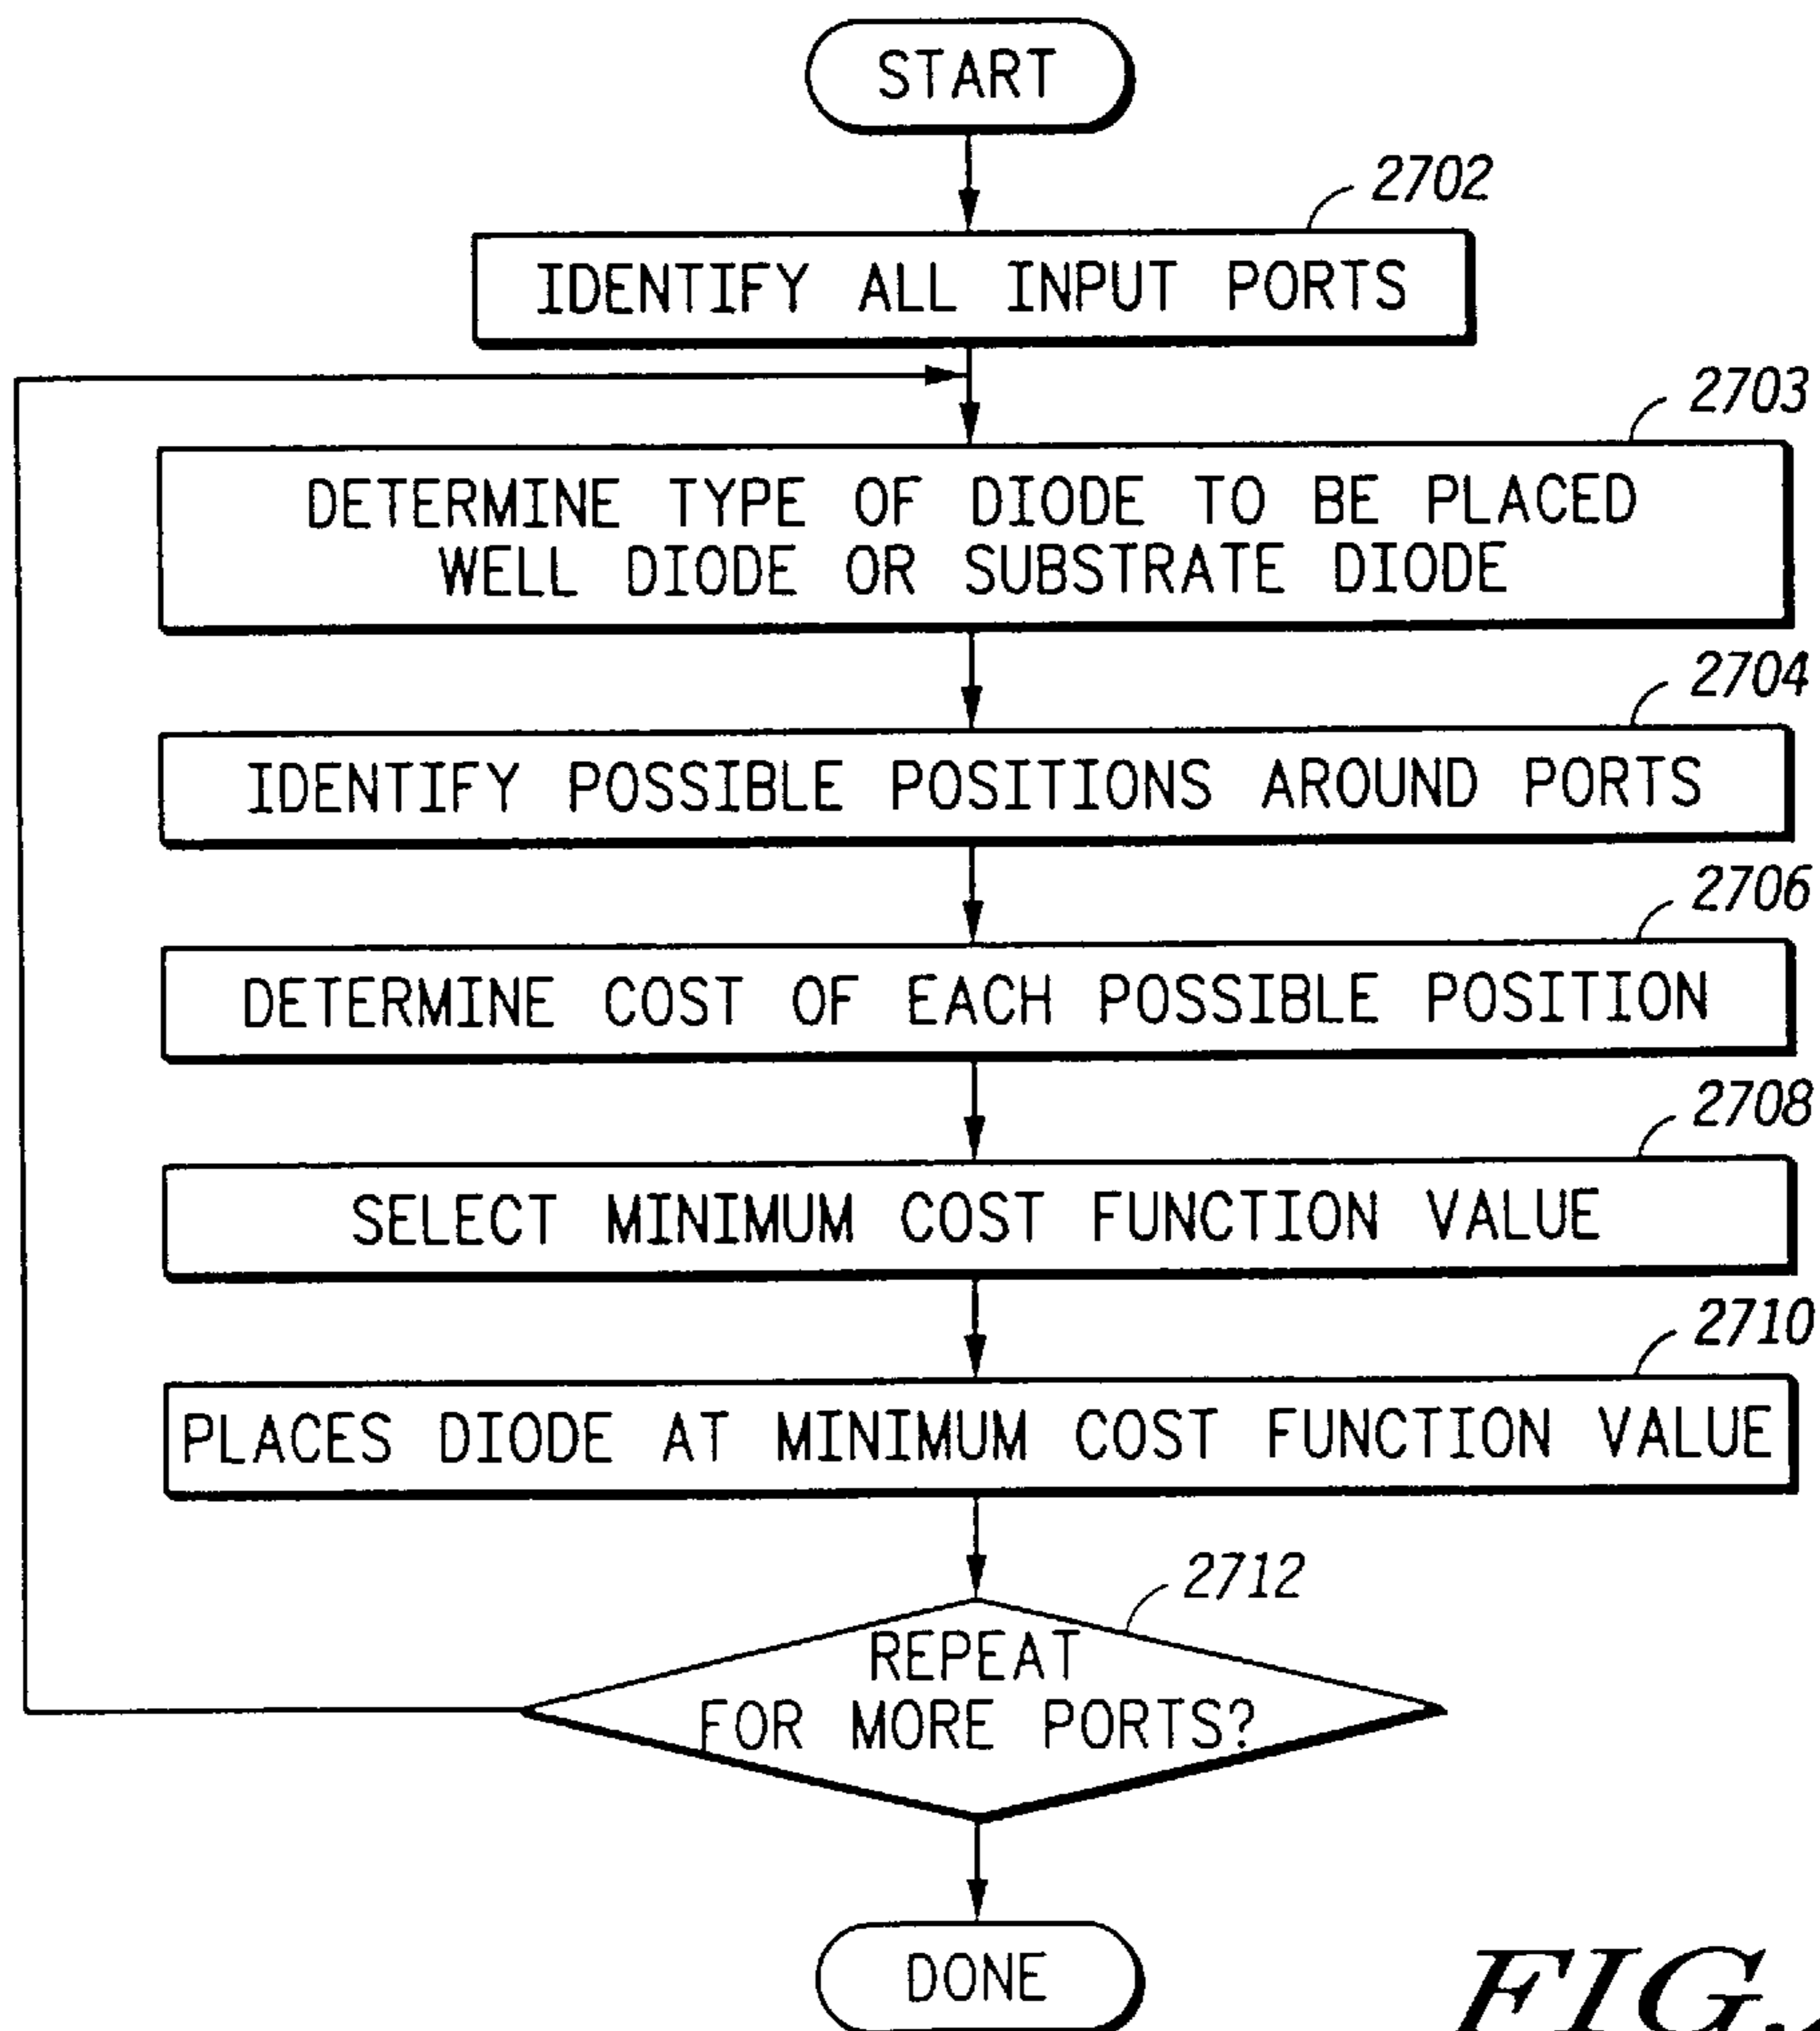 START
2702
IDENTIFY ALL INPUT PORTS
2703
DETERMINE TYPE OF DIODE TO BE PLACED
WELL DIODE OR SUBSTRATE DIODE
2704
IDENTIFY POSSIBLE POSITIONS AROUND PORTS
2706
DETERMINE COST OF EACH POSSIBLE POSITION
2708
SELECT MINIMUM COST FUNCTION VALUE
2710
PLACES DIODE AT MINIMUM COST FUNCTION VALUE
2712
REPEAT
FOR MORE PORTS?
DONE
FIG.